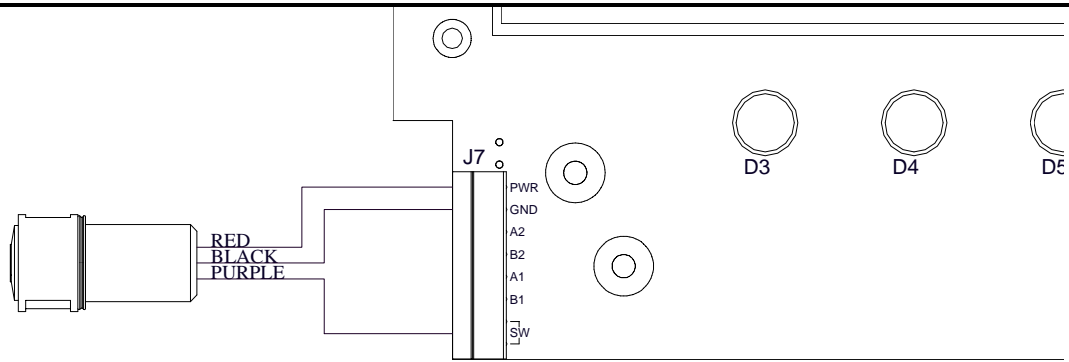 J7
D3
D4
D5
PWR
GND
A2
B2
A1
B1
SW
RED
BLACK
PURPLE